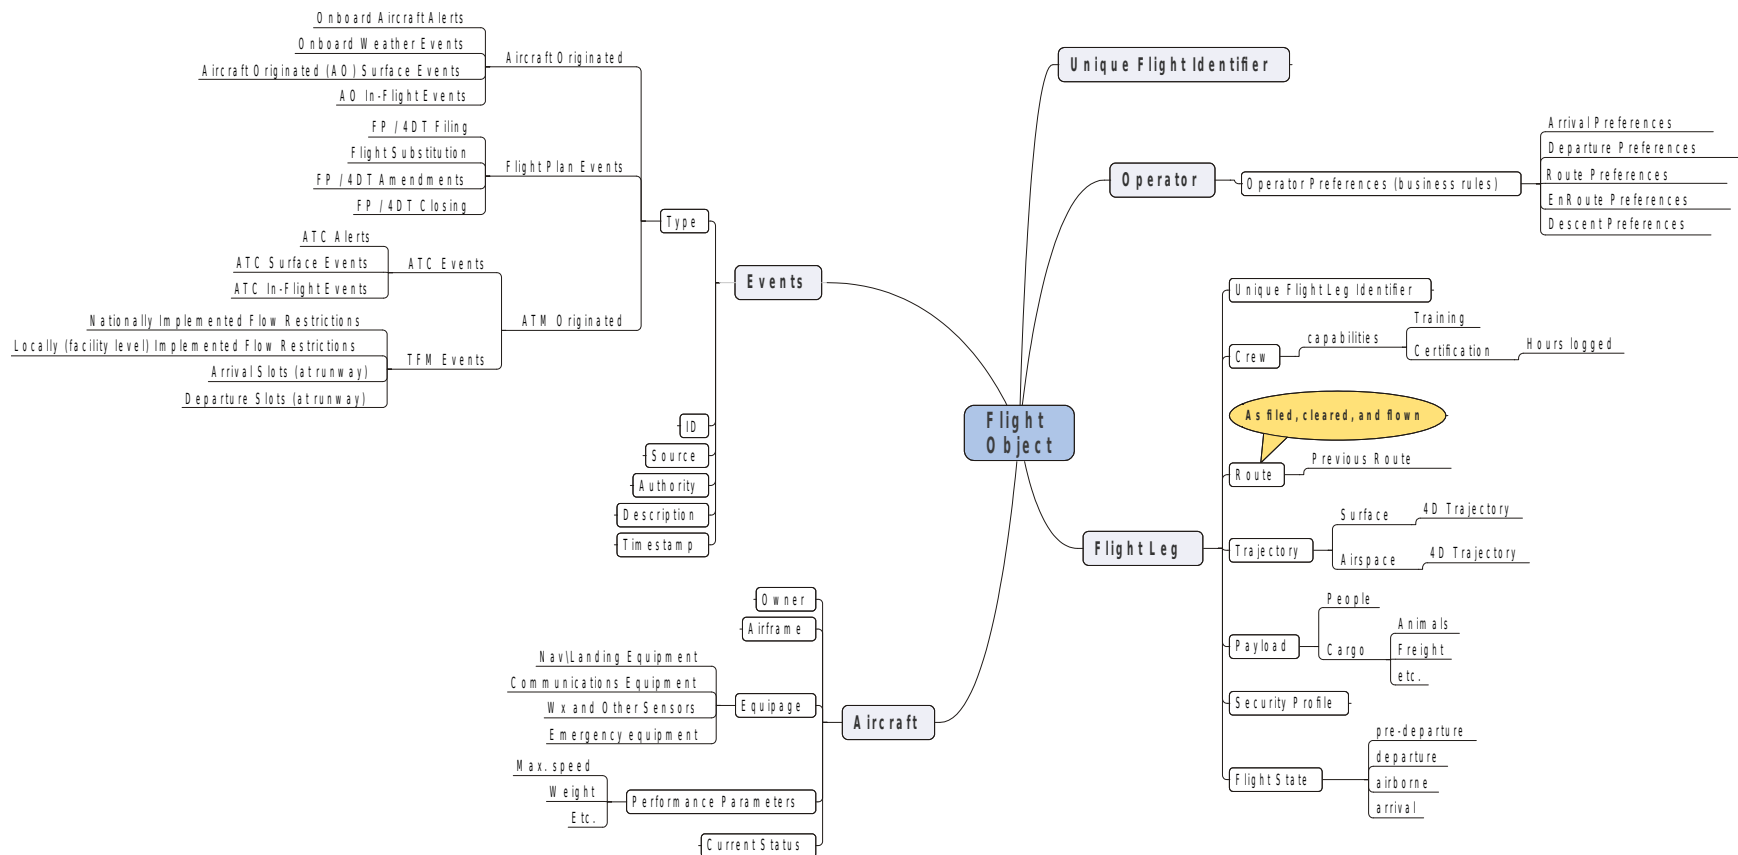 Flight
Object
Unique Flight Identifier
Operator
Operator Preferences (business rules)
Arrival Preferences
Departure Preferences
Route Preferences
EnRoute Preferences
Descent Preferences
Flight Leg
Unique Flight Leg Identifier
Crew
capabilities
Training
Certification
Hours logged
As filed, cleared, and flown
Route
Previous Route
Trajectory
Surface
4D Trajectory
Airspace
4D Trajectory
Payload
People
Cargo
Animals
Freight
etc.
Security Profile
Flight State
pre-departure
departure
airborne
arrival
Events
Type
Aircraft Originated
Onboard Aircraft Alerts
Onboard Weather Events
Aircraft Originated (AO) Surface Events
AO In-Flight Events
Flight Plan Events
FP / 4DT Filing
Flight Substitution
FP / 4DT Amendments
FP / 4DT Closing
ATM Originated
ATC Events
ATC Alerts
ATC Surface Events
ATC In-Flight Events
TFM Events
Nationally Implemented Flow Restrictions
Locally (facility level) Implemented Flow Restrictions
Arrival Slots (at runway)
Departure Slots (at runway)
ID
Source
Authority
Description
Timestamp
Aircraft
Owner
Airframe
Equipage
Nav\Landing Equipment
Communications Equipment
Wx and Other Sensors
Emergency equipment
Performance Parameters
Max. speed
Weight
Etc.
Current Status